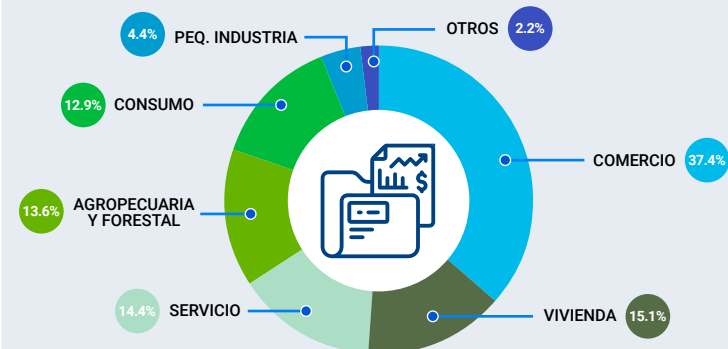 4.4% PEQ. INDUSTRIA
OTROS 2.2%
12.9% CONSUMO
COMERCIO 37.4%
13.6% AGROPECUARIA
Y FORESTAL
$
14.4% SERVICIO
VIVIENDA 15.1%